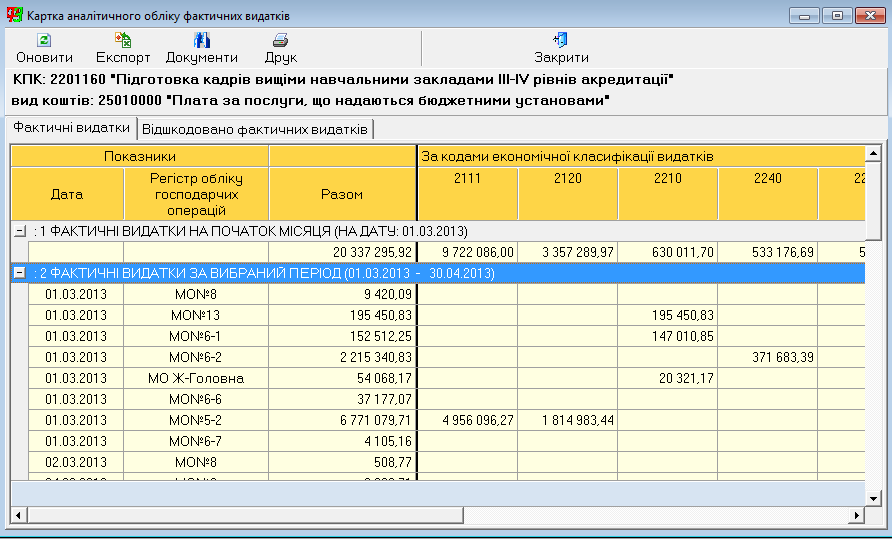 Картка аналітичного обліку фактичних видатків
Оновити Експорт Документи Друк Закрити
КПК: 2201160 "Підготовка кадрів вищіми навчальними закладами III-IV рівнів акредитації"
вид коштів: 25010000 "Плата за послуги, що надаються бюджетними установами"
Фактичні видатки Відшкодовано фактичних видатків
Показники За кодами економічної класифікації видатків
Дата Регістр обліку господарчих операцій Разом 2111 2120 2210 2240
: 1 ФАКТИЧНІ ВИДАТКИ НА ПОЧАТОК МІСЯЦЯ (НА ДАТУ: 01.03.2013)
20 337 295,92 9 722 086,00 3 357 289,97 630 011,70 533 176,69
: 2 ФАКТИЧНІ ВИДАТКИ ЗА ВИБРАНИЙ ПЕРІОД (01.03.2013 - 30.04.2013)
01.03.2013 МО№8 9 420,09
01.03.2013 МО№13 195 450,83 195 450,83
01.03.2013 МО№6-1 152 512,25 147 010,85
01.03.2013 МО№6-2 2 215 340,83 371 683,39
01.03.2013 МО Ж-Головна 54 068,17 20 321,17
01.03.2013 МО№6-6 37 177,07
01.03.2013 МО№5-2 6 771 079,71 4 956 096,27 1 814 983,44
01.03.2013 МО№6-7 4 105,16
02.03.2013 МО№8 508,77